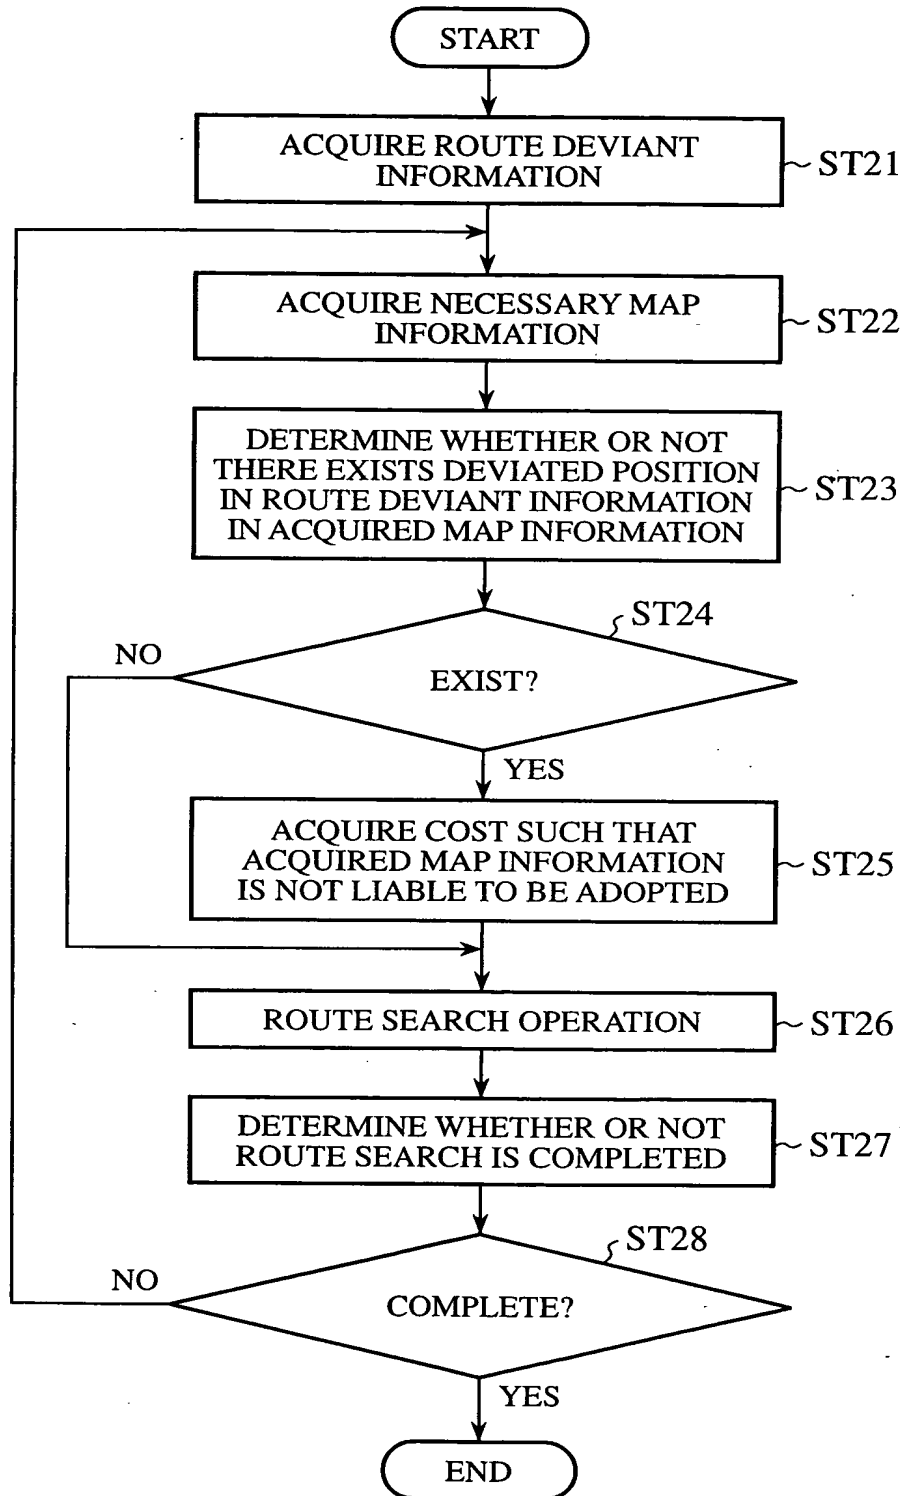 START
ACQUIRE ROUTE DEVIANT
INFORMATION
ST21
ACQUIRE NECESSARY MAP
INFORMATION
ST22
DETERMINE WHETHER OR NOT
THERE EXISTS DEVIATED POSITION
IN ROUTE DEVIANT INFORMATION
IN ACQUIRED MAP INFORMATION
ST23
ST24
NO
EXIST?
YES
ACQUIRE COST SUCH THAT
ACQUIRED MAP INFORMATION
IS NOT LIABLE TO BE ADOPTED
ST25
ROUTE SEARCH OPERATION
ST26
DETERMINE WHETHER OR NOT
ROUTE SEARCH IS COMPLETED
ST27
ST28
NO
COMPLETE?
YES
END